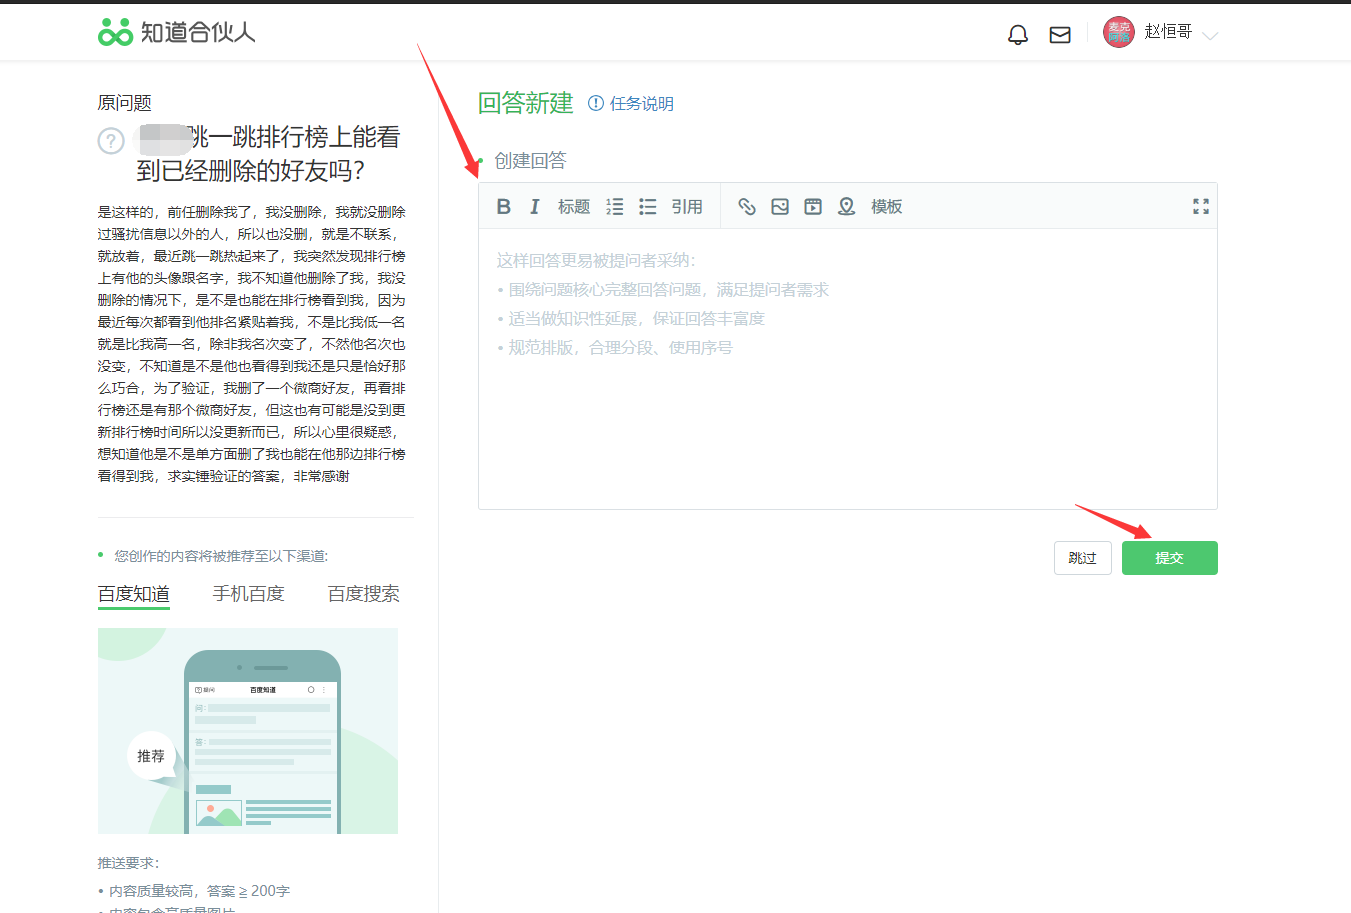 知道合伙人
赵恒哥
原问题
跳一跳排行榜上能看
到已经删除的好友吗?
是这样的，前任删除我了，我没删除，我就没删除
过骚扰信息以外的人，所以也没删，就是不联系，
就放着，最近跳一跳热起来了，我突然发现排行榜
上有他的头像跟名字，我不知道他删除了我，我没
删除的情况下，是不是也能在排行榜看到我，因为
最近每次都看到他排名紧贴着我，不是比我低一名
就是比我高一名，除非我名次变了，不然他名次也
没变，不知道是不是他也看得到我还是只是恰好那
么巧合，为了验证，我删了一个微商好友，再看排
行榜还是有那个微商好友，但这也有可能是没到更
新排行榜时间所以没更新而已，所以心里很疑惑，
想知道他是不是单方面删了我也能在他那边排行榜
看得到我，求实锤验证的答案，非常感谢
• 您创作的内容将被推荐至以下渠道:
百度知道 手机百度 百度搜索
提问 百度知道
问:
答:
推荐
推送要求:
• 内容质量较高，答案 ≧ 200字
• 内容包含高质量图片
回答新建 任务说明
• 创建回答
B I 标题 引用 模板
这样回答更易被提问者采纳:
• 围绕问题核心完整回答问题，满足提问者需求
• 适当做知识性延展，保证回答丰富度
• 规范排版，合理分段、使用序号
跳过 提交